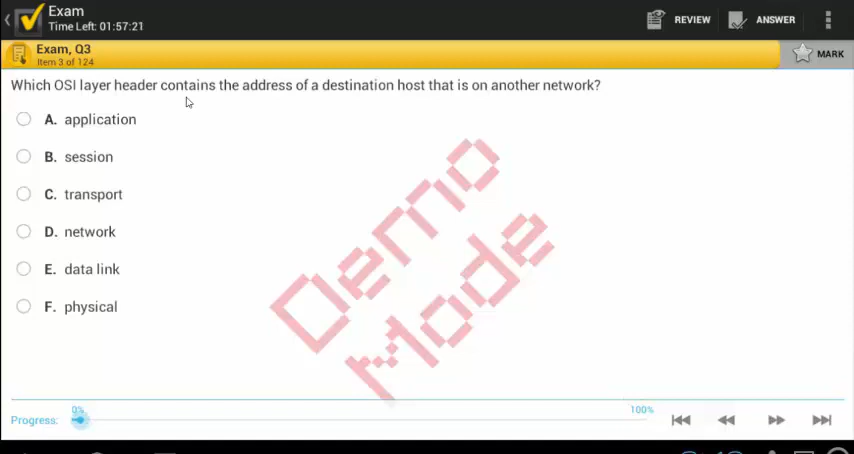 Exam
Time Left: 01:57:21
REVIEW
ANSWER
Exam, Q3
Item 3 of 124
MARK
Which OSI layer header contains the address of a destination host that is on another network?
A. application
B. session
C. transport
D. network
E. data link
F. physical
Demo
Mode
0%
100%
Progress: